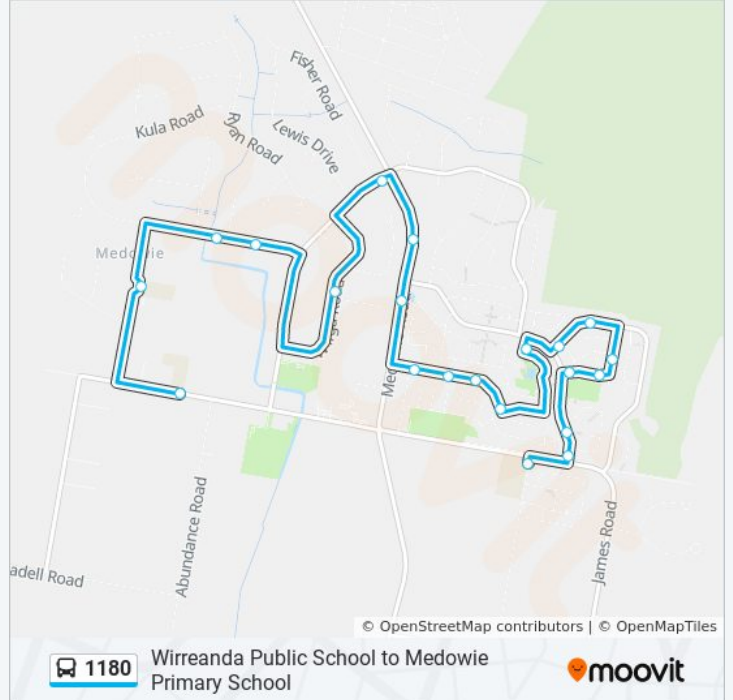 Fisher Road
Kula Road
Ryan Road
Lewis Drive
Medowie
Abundance Road
adell Road
James Road
© OpenStreetMap contributors | © OpenMapTiles
1180
Wirreanda Public School to Medowie
Primary School
moovit